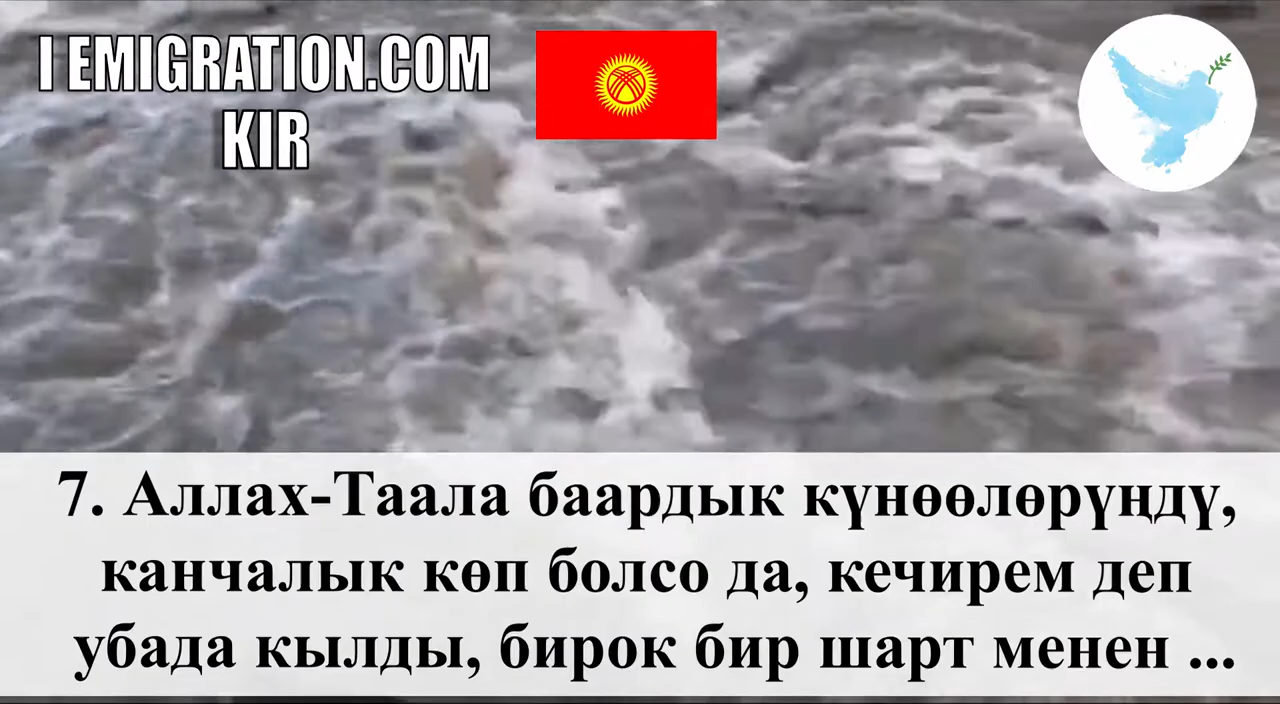 I EMIGRATION.COM
KIR
7. Аллах-Таала баардык күнөөлөрүңдү,
канчалык көп болсо да, кечирем деп
убада кылды, бирок бир шарт менен ...